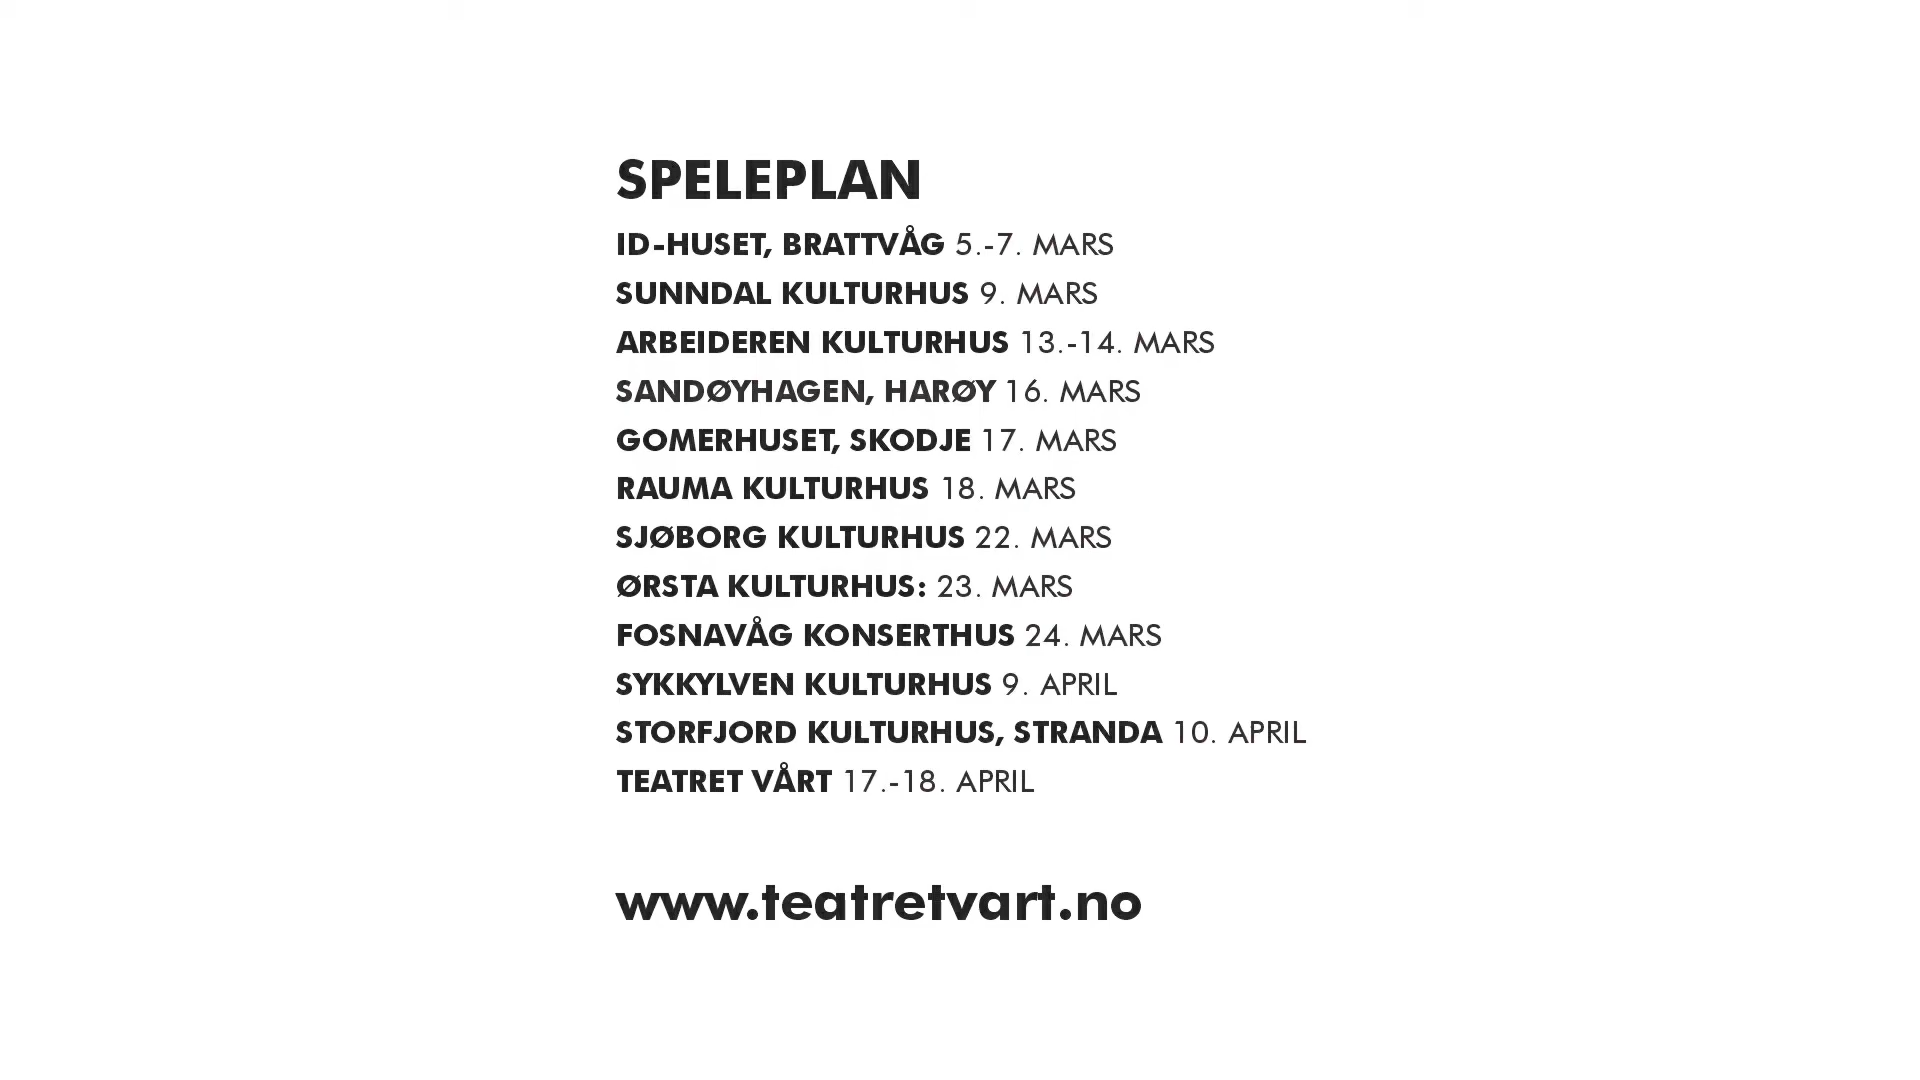 SPELEPLAN
ID-HUSET, BRATTVÅG 5.-7. MARS
SUNNDAL KULTURHUS 9. MARS
ARBEIDEREN KULTURHUS 13.-14. MARS
SANDØYHAGEN, HARØY 16. MARS
GOMERHUSET, SKODJE 17. MARS
RAUMA KULTURHUS 18. MARS
SJØBORG KULTURHUS 22. MARS
ØRSTA KULTURHUS: 23. MARS
FOSNAVÅG KONSERTHUS 24. MARS
SYKKYLVEN KULTURHUS 9. APRIL
STORFJORD KULTURHUS, STRANDA 10. APRIL
TEATRET VÅRT 17.-18. APRIL
www.teatretvart.no